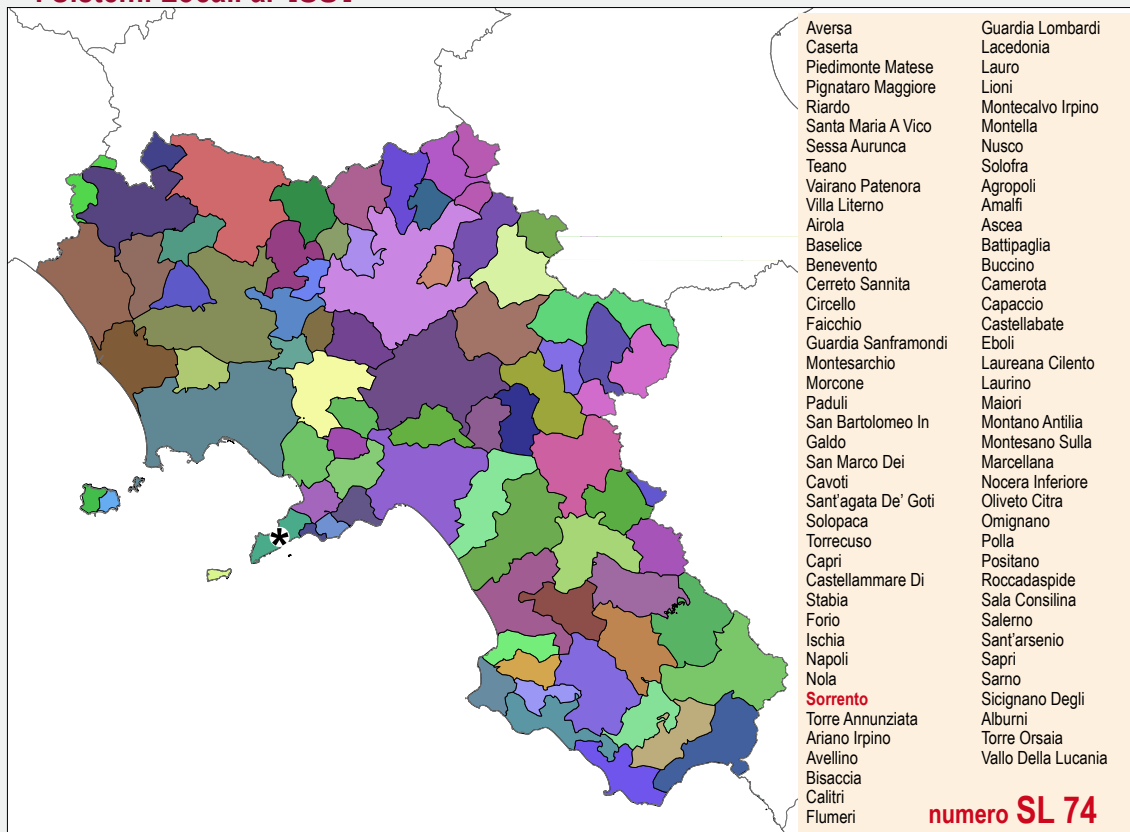 Aversa
Caserta
Piedimonte Matese
Pignataro Maggiore
Riardo
Santa Maria A Vico
Sessa Aurunca
Teano
Vairano Patenora
Villa Literno
Airola
Baselice
Benevento
Cerreto Sannita
Circello
Faicchio
Guardia Sanframondi
Montesarchio
Morcone
Paduli
San Bartolomeo In
Galdo
San Marco Dei
Cavoti
Sant'agata De' Goti
Solopaca
Torrecuso
Capri
Castellammare Di
Stabia
Forio
Ischia
Napoli
Nola
Sorrento
Torre Annunziata
Ariano Irpino
Avellino
Bisaccia
Calitri
Flumeri
Guardia Lombardi
Lacedonia
Lauro
Lioni
Montecalvo Irpino
Montella
Nusco
Solofra
Agropoli
Amalfi
Ascea
Battipaglia
Buccino
Camerota
Capaccio
Castellabate
Eboli
Laureana Cilento
Laurino
Maiori
Montano Antilia
Montesano Sulla
Marcellana
Nocera Inferiore
Oliveto Citra
Omignano
Polla
Positano
Roccadaspide
Sala Consilina
Salerno
Sant'arsenio
Sapri
Sarno
Sicignano Degli
Alburni
Torre Orsaia
Vallo Della Lucania
numero SL 74
*